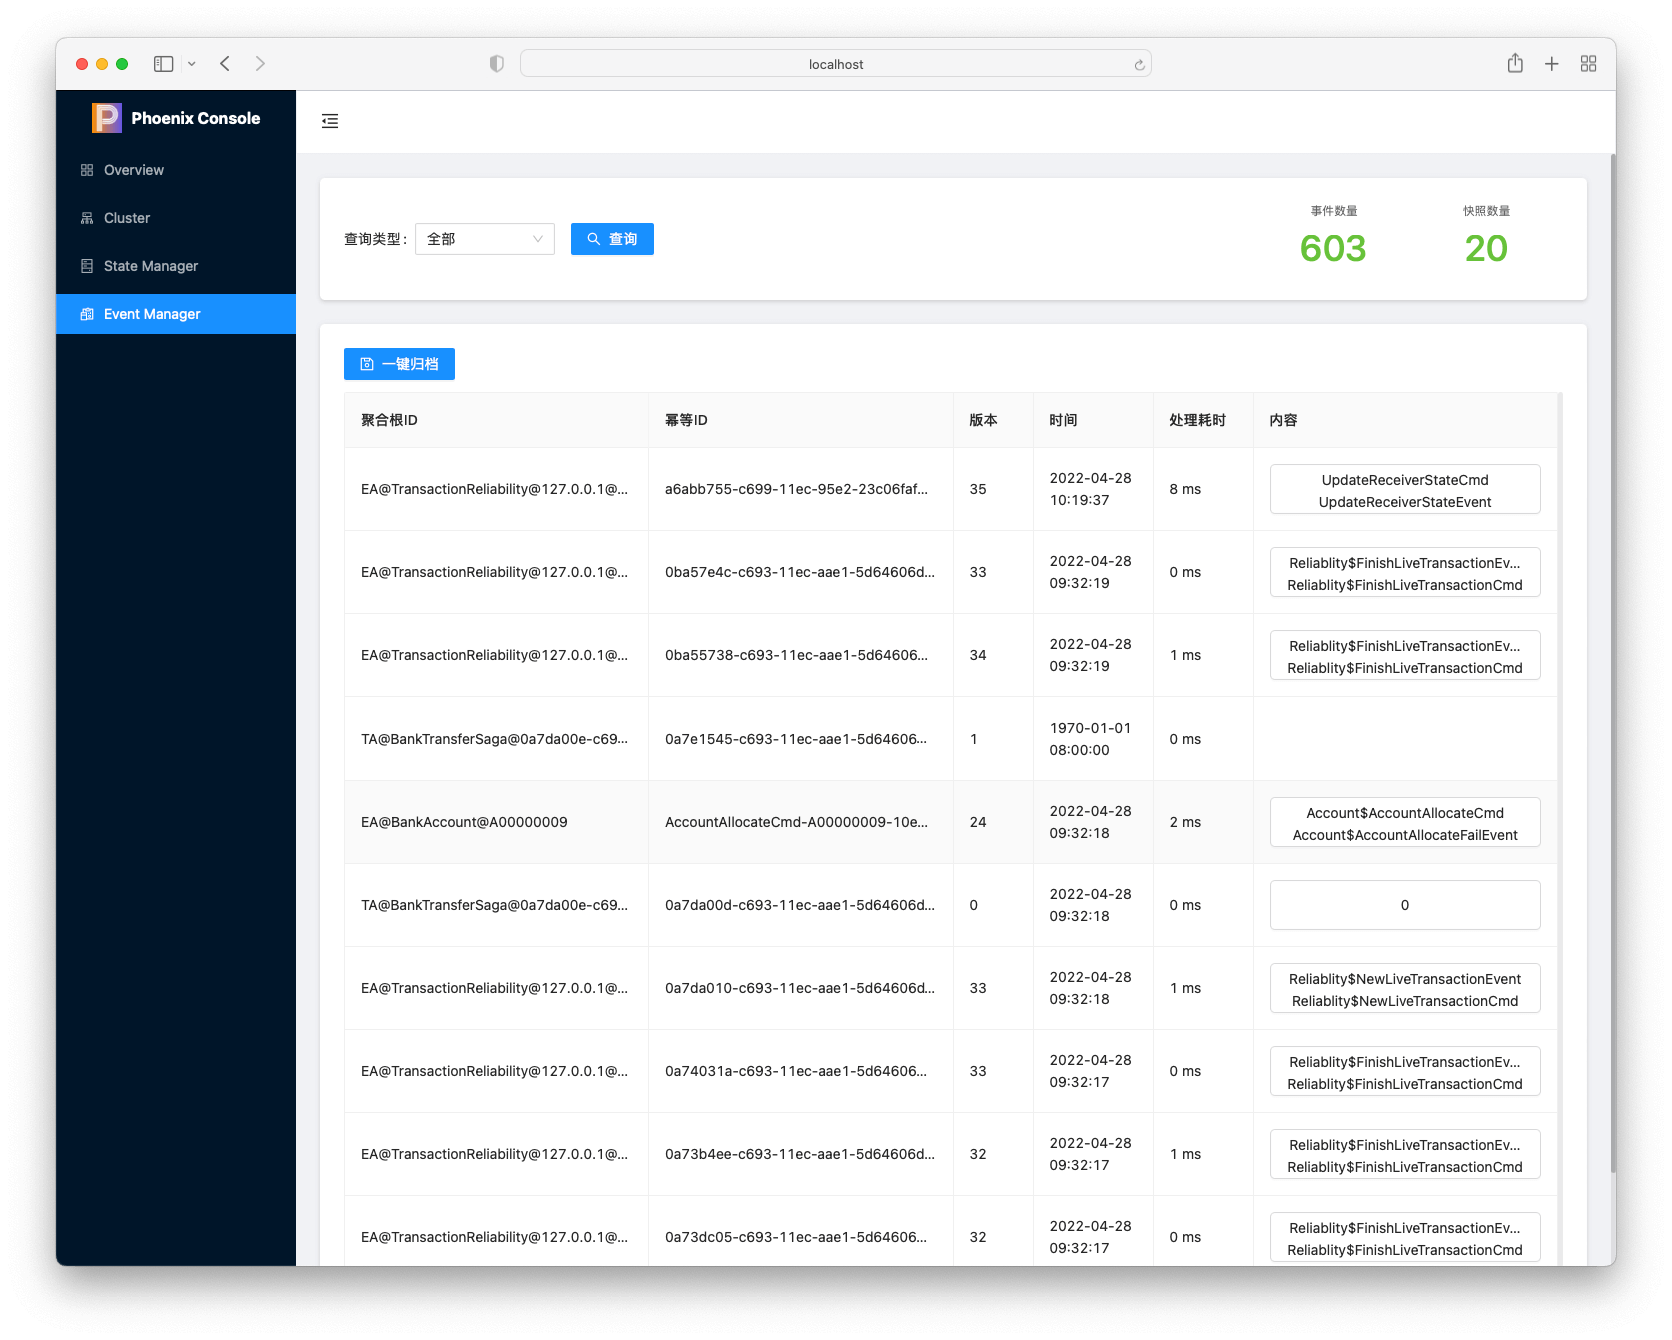 localhost
Phoenix Console
Overview
Cluster
State Manager
Event Manager
查询类型: 全部 查询
事件数量
603
快照数量
20
一键归档
聚合根ID 幂等ID 版本 时间 处理耗时 内容
EA@TransactionReliability@127.0.0.1@... a6abb755-c699-11ec-95e2-23c06faf... 35 2022-04-28 10:19:37 8 ms UpdateReceiverStateCmd
UpdateReceiverStateEvent
EA@TransactionReliability@127.0.0.1@... 0ba57e4c-c693-11ec-aae1-5d64606d... 33 2022-04-28 09:32:19 0 ms Reliablity$FinishLiveTransactionEv...
Reliablity$FinishLiveTransactionCmd
EA@TransactionReliability@127.0.0.1@... 0ba55738-c693-11ec-aae1-5d64606... 34 2022-04-28 09:32:19 1 ms Reliablity$FinishLiveTransactionEv...
Reliablity$FinishLiveTransactionCmd
TA@BankTransferSaga@0a7da00e-c69... 0a7e1545-c693-11ec-aae1-5d64606... 1 1970-01-01 08:00:00 0 ms
EA@BankAccount@A00000009 AccountAllocateCmd-A00000009-10e... 24 2022-04-28 09:32:18 2 ms Account$AccountAllocateCmd
Account$AccountAllocateFailEvent
TA@BankTransferSaga@0a7da00e-c69... 0a7da00d-c693-11ec-aae1-5d64606d... 0 2022-04-28 09:32:18 0 ms 0
EA@TransactionReliability@127.0.0.1@... 0a7da010-c693-11ec-aae1-5d64606d... 33 2022-04-28 09:32:18 1 ms Reliablity$NewLiveTransactionEvent
Reliablity$NewLiveTransactionCmd
EA@TransactionReliability@127.0.0.1@... 0a74031a-c693-11ec-aae1-5d64606... 33 2022-04-28 09:32:17 0 ms Reliablity$FinishLiveTransactionEv...
Reliablity$FinishLiveTransactionCmd
EA@TransactionReliability@127.0.0.1@... 0a73b4ee-c693-11ec-aae1-5d64606d... 32 2022-04-28 09:32:17 1 ms Reliablity$FinishLiveTransactionEv...
Reliablity$FinishLiveTransactionCmd
EA@TransactionReliability@127.0.0.1@... 0a73dc05-c693-11ec-aae1-5d64606... 32 2022-04-28 09:32:17 0 ms Reliablity$FinishLiveTransactionEv...
Reliablity$FinishLiveTransactionCmd